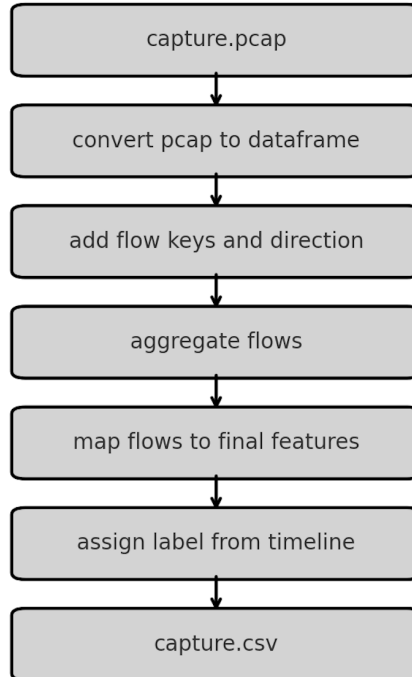 capture.pcap
convert pcap to dataframe
add flow keys and direction
aggregate flows
map flows to final features
assign label from timeline
capture.csv